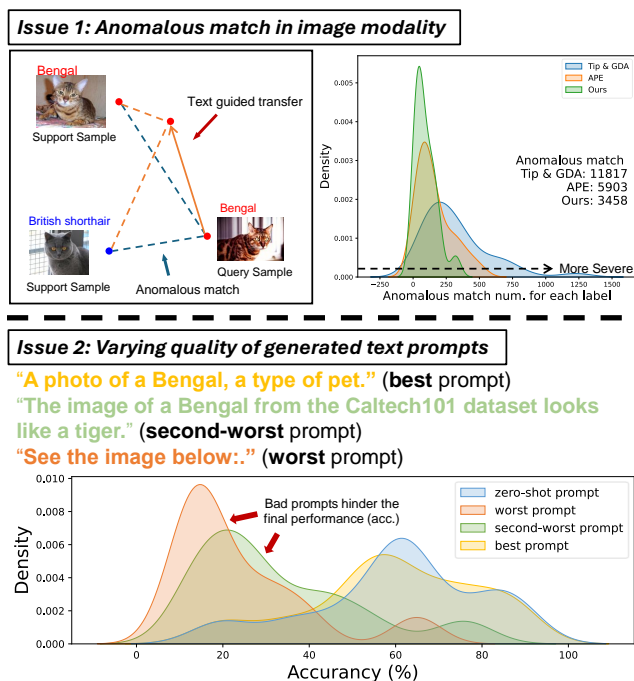 Issue 1: Anomalous match in image modality
Bengal
Support Sample
Text guided transfer
British shorthair
Support Sample
Bengal
Query Sample
Anomalous match
Tip & GDA
APE
Ours
Anomalous match
Tip & GDA: 11817
APE: 5903
Ours: 3458
More Severe
Density
0.005
0.004
0.003
0.002
0.001
0.000
−250 0 250 500 750 1000 1250 1500
Anomalous match num. for each label
Issue 2: Varying quality of generated text prompts
“A photo of a Bengal, a type of pet.” (best prompt)
“The image of a Bengal from the Caltech101 dataset looks
like a tiger.” (second-worst prompt)
“See the image below:.” (worst prompt)
Bad prompts hinder the
final performance (acc.)
zero-shot prompt
worst prompt
second-worst prompt
best prompt
Density
0.010
0.008
0.006
0.004
0.002
0.000
0 20 40 60 80 100
Accurancy (%)